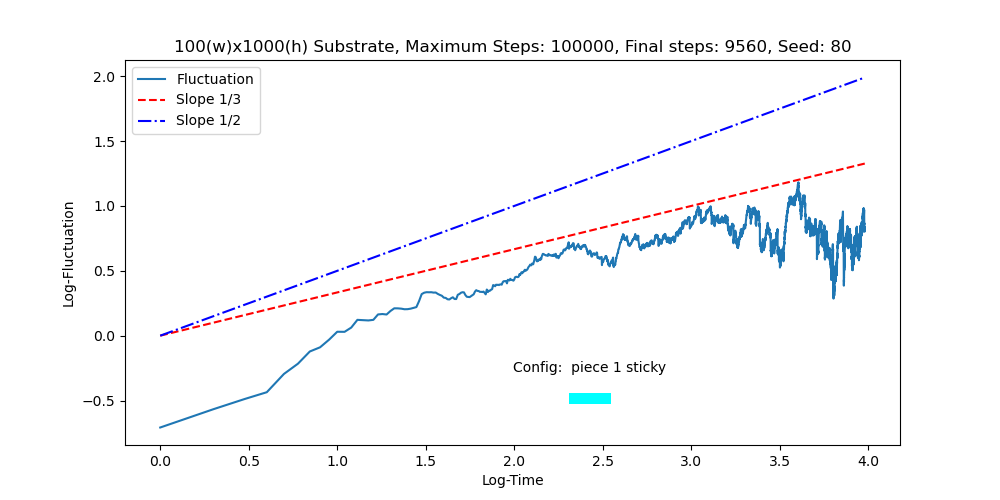 100(w)x1000(h) Substrate, Maximum Steps: 100000, Final steps: 9560, Seed: 80
Fluctuation
Slope 1/3
Slope 1/2
2.0
1.5
1.0
0.5
0.0
−0.5
Log-Fluctuation
Config:  piece 1 sticky
0.0 0.5 1.0 1.5 2.0 2.5 3.0 3.5 4.0
Log-Time